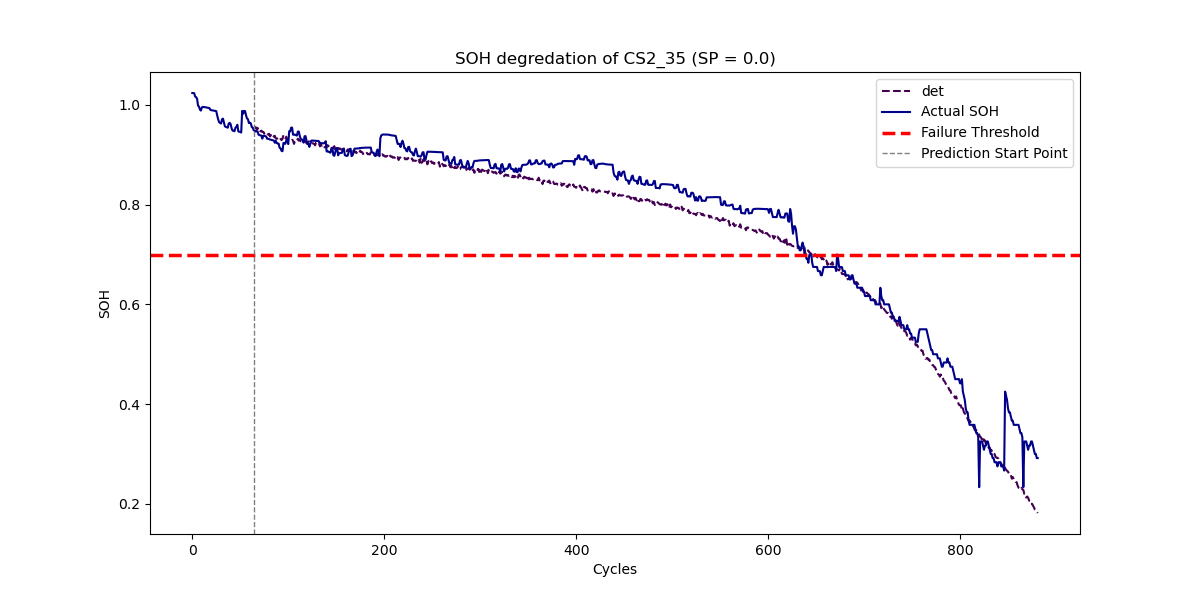 SOH degredation of CS2_35 (SP = 0.0)
det
Actual SOH
Failure Threshold
Prediction Start Point
1.0
0.8
0.6
0.4
0.2
SOH
0 200 400 600 800
Cycles